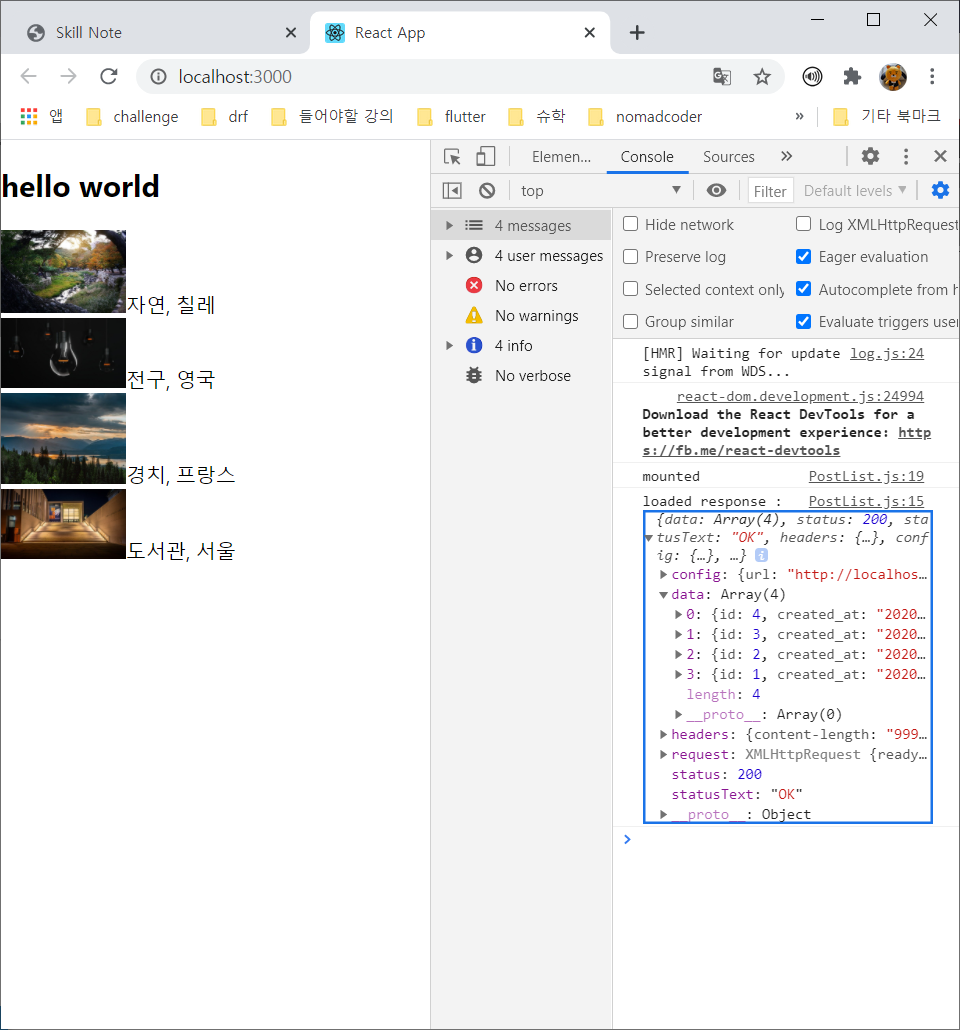 Skill Note
React App
localhost:3000
앱
challenge
drf
들어야할 강의
flutter
슈학
nomadcoder
»
기타 북마크
hello world
자연, 칠레
전구, 영국
경치, 프랑스
도서관, 서울
Elemen...
Console
Sources
»
top
Filter
Default levels
4 messages
4 user messages
No errors
No warnings
4 info
No verbose
Hide network
Log XMLHttpRequest
Preserve log
Eager evaluation
Selected context only
Autocomplete from h
Group similar
Evaluate triggers user
[HMR] Waiting for update log.js:24
signal from WDS...
react-dom.development.js:24994
Download the React DevTools for a
better development experience: http
s://fb.me/react-devtools
mounted PostList.js:19
loaded response : PostList.js:15
{data: Array(4), status: 200, sta
tusText: "OK", headers: {…}, conf
ig: {…}, …}
config: {url: "http://localhos…
data: Array(4)
0: {id: 4, created_at: "2020…
1: {id: 3, created_at: "2020…
2: {id: 2, created_at: "2020…
3: {id: 1, created_at: "2020…
length: 4
__proto__: Array(0)
headers: {content-length: "999…
request: XMLHttpRequest {ready…
status: 200
statusText: "OK"
__proto__: Object